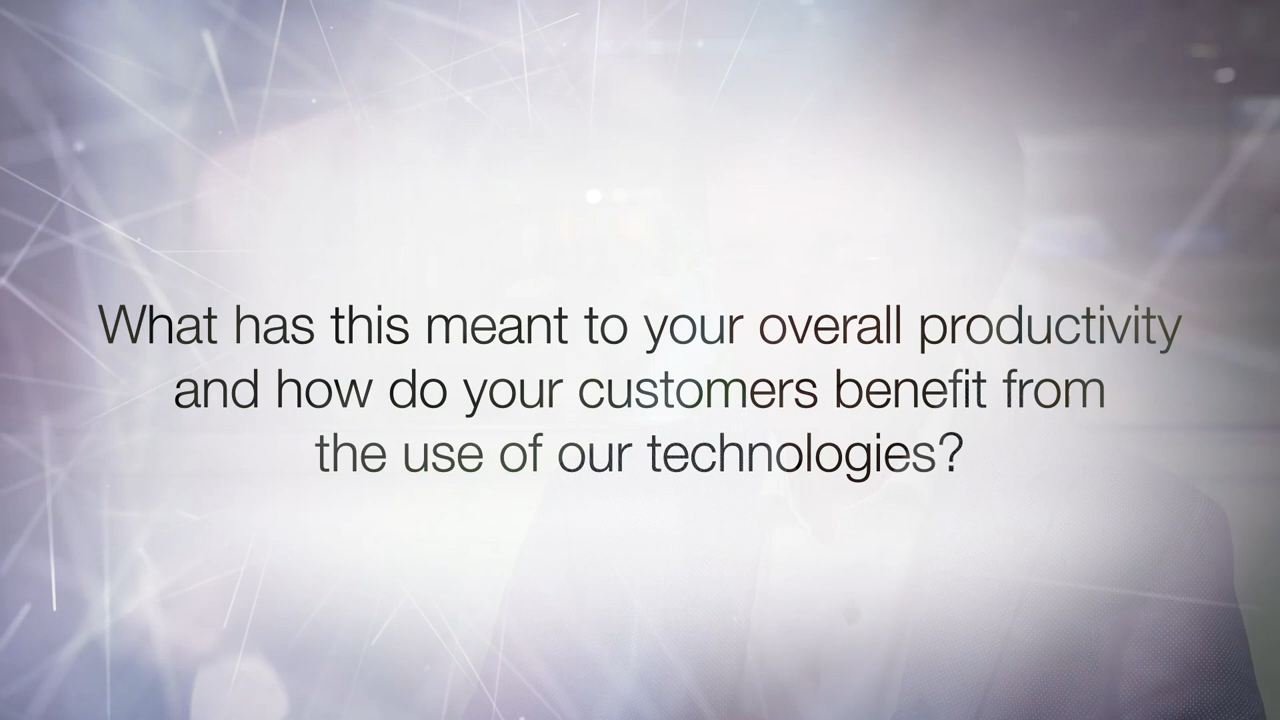 What has this meant to your overall productivity
and how do your customers benefit from
the use of our technologies?